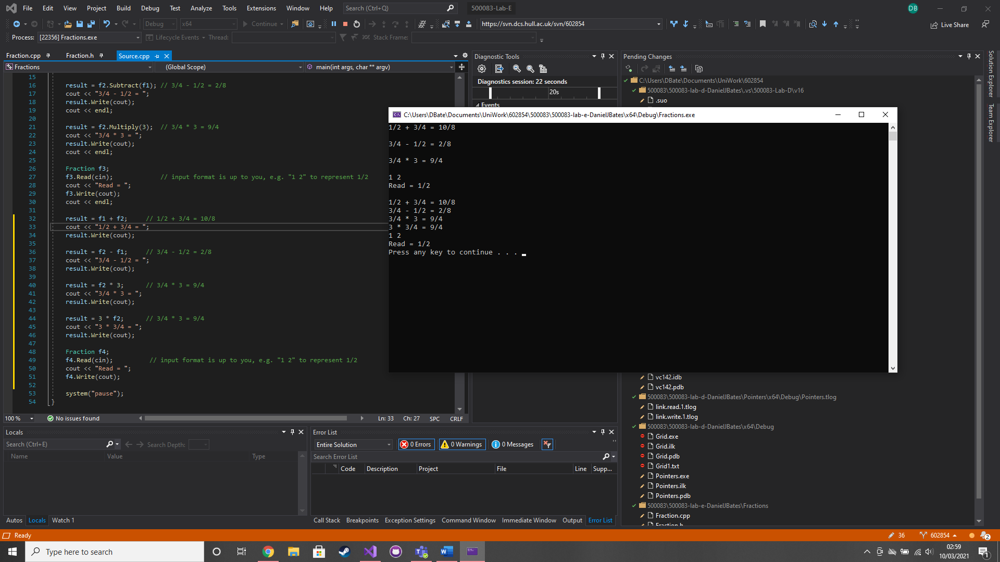 File Edit View Project Build Debug Test Analyze Tools Extensions Window Help Search (Ctrl+Q) 500083-Lab-E DB
Debug x64 Continue https://svn.dcs.hull.ac.uk/svn/602854 Live Share
Process: [22356] Fractions.exe Lifecycle Events Thread: Stack Frame:
Fraction.cpp Fraction.h Source.cpp
Fractions (Global Scope) main(int args, char ** argv)
15
16 result = f2.Subtract(f1); // 3/4 - 1/2 = 2/8
17 cout << "3/4 - 1/2 = ";
18 result.Write(cout);
19 cout << endl;
20
21 result = f2.Multiply(3); // 3/4 * 3 = 9/4
22 cout << "3/4 * 3 = ";
23 result.Write(cout);
24 cout << endl;
25
26 Fraction f3;
27 f3.Read(cin); // input format is up to you, e.g. "1 2" to represent 1/2
28 cout << "Read = ";
29 f3.Write(cout);
30 cout << endl;
31
32 result = f1 + f2; // 1/2 + 3/4 = 10/8
33 cout << "1/2 + 3/4 = ";
34 result.Write(cout);
35
36 result = f2 - f1; // 3/4 - 1/2 = 2/8
37 cout << "3/4 - 1/2 = ";
38 result.Write(cout);
39
40 result = f2 * 3; // 3/4 * 3 = 9/4
41 cout << "3/4 * 3 = ";
42 result.Write(cout);
43
44 result = 3 * f2; // 3/4 * 3 = 9/4
45 cout << "3 * 3/4 = ";
46 result.Write(cout);
47
48 Fraction f4;
49 f4.Read(cin); // input format is up to you, e.g. "1 2" to represent 1/2
50 cout << "Read = ";
51 f4.Write(cout);
52
53 system("pause");
54 }
100 % No issues found Ln: 33 Ch: 27 SPC CRLF
Diagnostic Tools
Diagnostics session: 22 seconds
20s
Events
C:\Users\DBate\Documents\UniWork\602854\500083\500083-lab-e-DanielJBates\x64\Debug\Fractions.exe
1/2 + 3/4 = 10/8
3/4 - 1/2 = 2/8
3/4 * 3 = 9/4
1 2
Read = 1/2
1/2 + 3/4 = 10/8
3/4 - 1/2 = 2/8
3/4 * 3 = 9/4
3 * 3/4 = 9/4
1 2
Read = 1/2
Press any key to continue . . .
Pending Changes
C:\Users\DBate\Documents\UniWork\602854
500083\500083-lab-d-DanielJBates\.vs\500083-Lab-D\v16
.suo
vc142.idb
vc142.pdb
500083\500083-lab-d-DanielJBates\Pointers\x64\Debug\Pointers.tlog
link.read.1.tlog
link.write.1.tlog
500083\500083-lab-d-DanielJBates\x64\Debug
Grid.exe
Grid.ilk
Grid.pdb
Grid1.txt
Pointers.exe
Pointers.ilk
Pointers.pdb
500083\500083-lab-e-DanielJBates\Fractions
Fraction.cpp
Fraction.h
Solution Explorer
Team Explorer
Locals
Search (Ctrl+E) Search Depth:
Name Value Type
Autos Locals Watch 1
Error List
Entire Solution 0 Errors 0 Warnings 0 Messages
Search Error List
Code Description Project File Line Supp...
Call Stack Breakpoints Exception Settings Command Window Immediate Window Output Error List
Ready 36 602854 2
Type here to search
02:59
10/03/2021
1